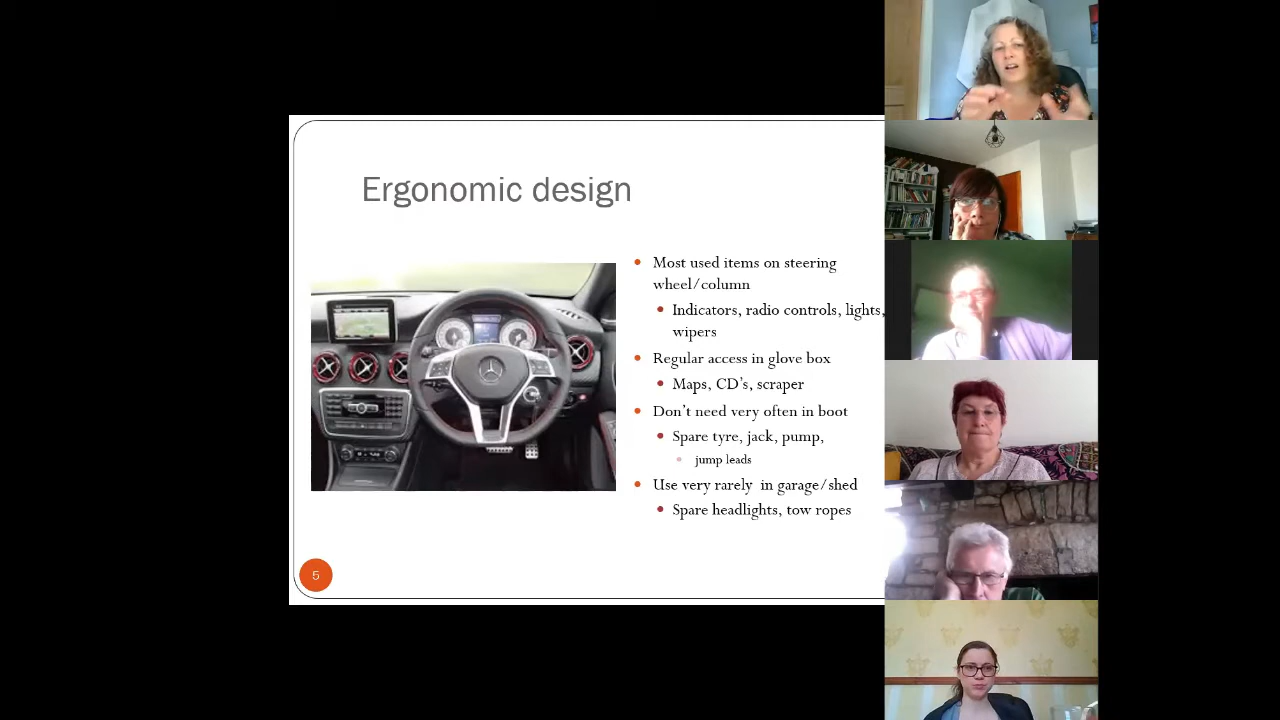 Ergonomic design
Most used items on steering
wheel/column
Indicators, radio controls, lights,
wipers
Regular access in glove box
Maps, CD's, scraper
Don't need very often in boot
Spare tyre, jack, pump,
jump leads
Use very rarely in garage/shed
Spare headlights, tow ropes
5